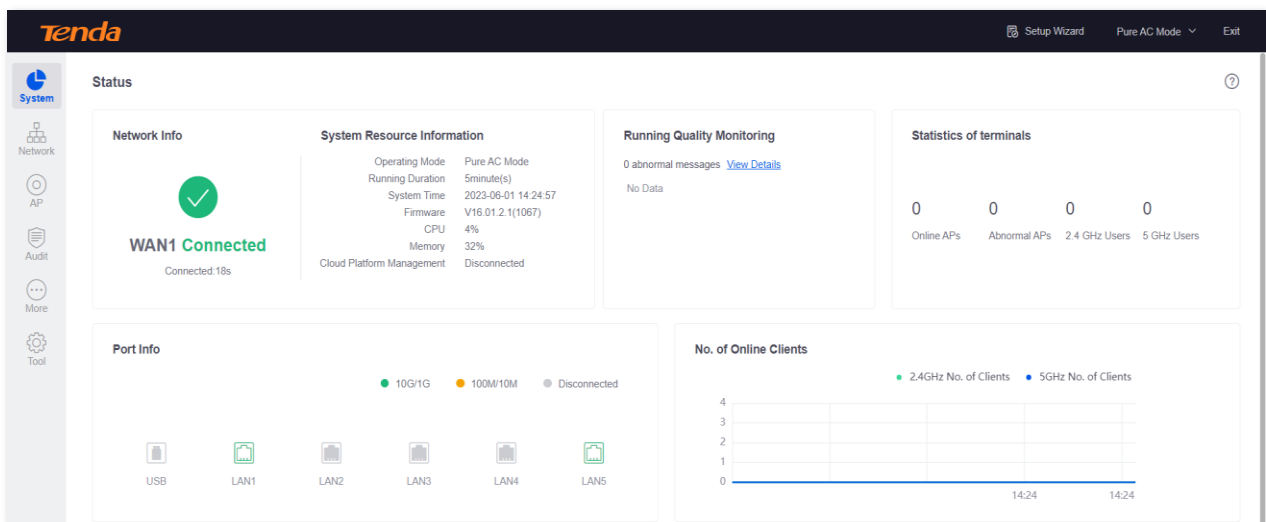 Tenda
Setup Wizard
Pure AC Mode
Exit
System
Network
AP
Audit
More
Tool
Status
?
Network Info
WAN1 Connected
Connected:18s
System Resource Information
Operating Mode Pure AC Mode
Running Duration 5minute(s)
System Time 2023-06-01 14:24:57
Firmware V16.01.2.1(1067)
CPU 4%
Memory 32%
Cloud Platform Management Disconnected
Running Quality Monitoring
0 abnormal messages View Details
No Data
Statistics of terminals
0 0 0 0
Online APs Abnormal APs 2.4 GHz Users 5 GHz Users
Port Info
10G/1G 100M/10M Disconnected
USB LAN1 LAN2 LAN3 LAN4 LAN5
No. of Online Clients
2.4GHz No. of Clients 5GHz No. of Clients
4
3
2
1
0
14:24 14:24